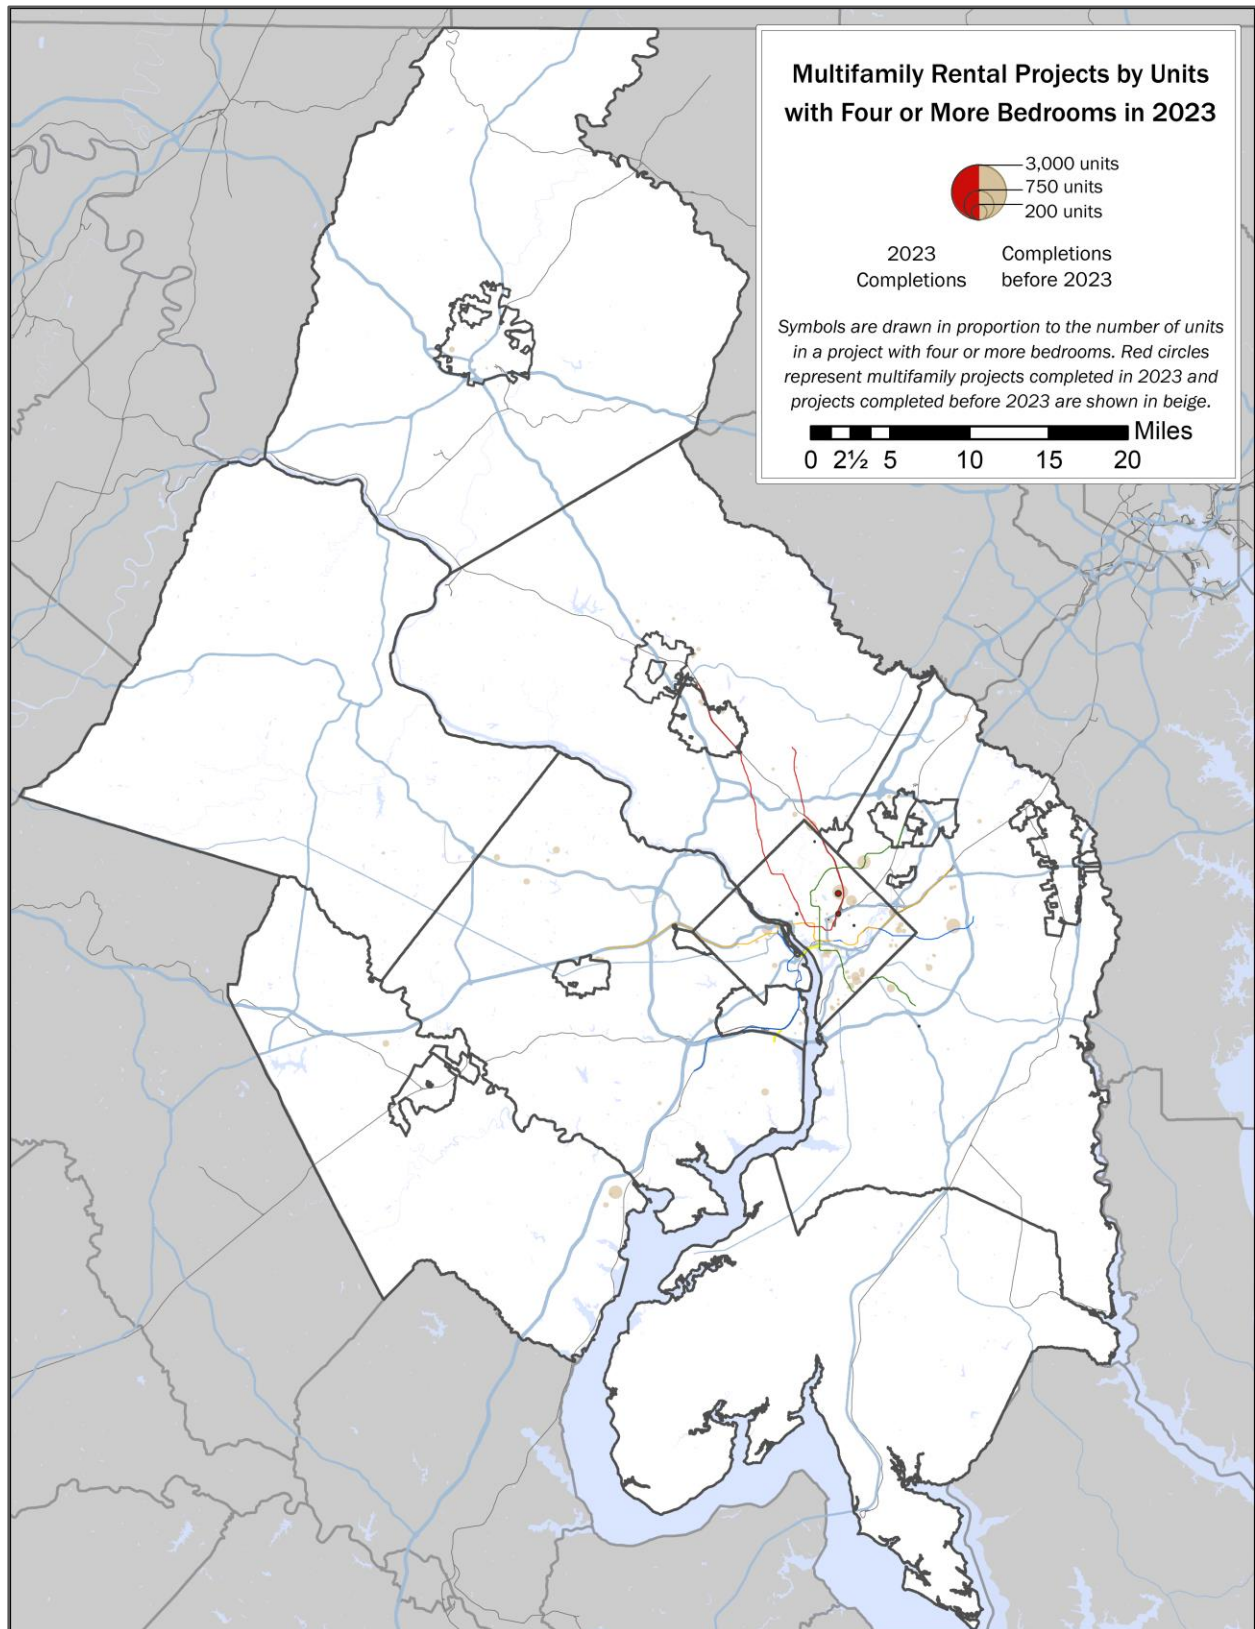 Multifamily Rental Projects by Units
with Four or More Bedrooms in 2023
3,000 units
750 units
200 units
2023
Completions
Completions
before 2023
Symbols are drawn in proportion to the number of units
in a project with four or more bedrooms. Red circles
represent multifamily projects completed in 2023 and
projects completed before 2023 are shown in beige.
Miles
0 2½ 5 10 15 20